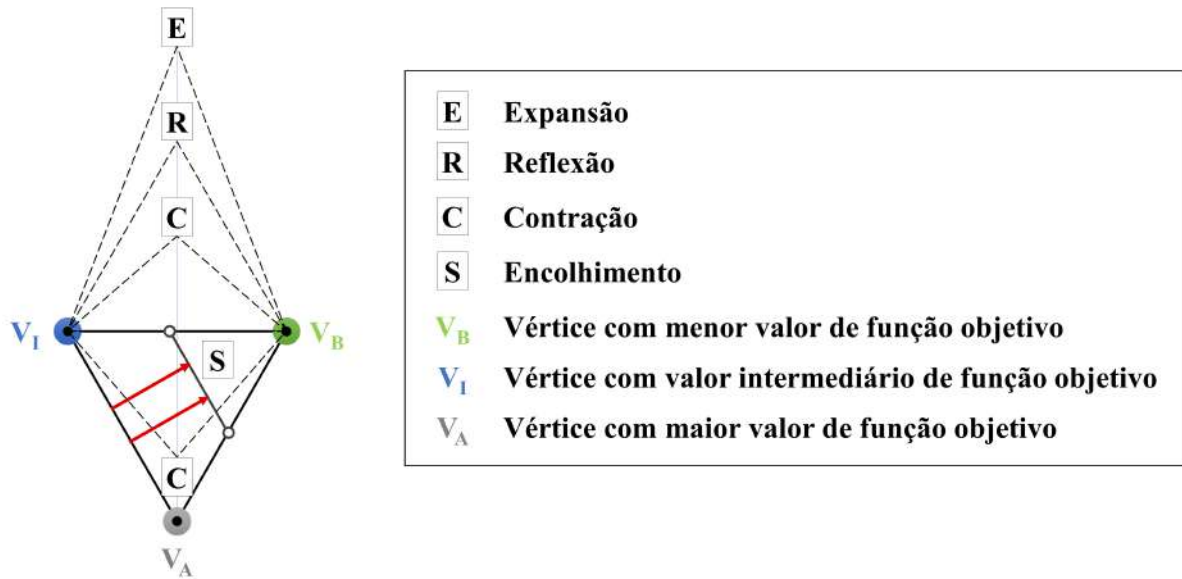 E
R
C
V_I
V_B
S
C
V_A
E Expansão
R Reflexão
C Contração
S Encolhimento
V_B Vértice com menor valor de função objetivo
V_I Vértice com valor intermediário de função objetivo
V_A Vértice com maior valor de função objetivo